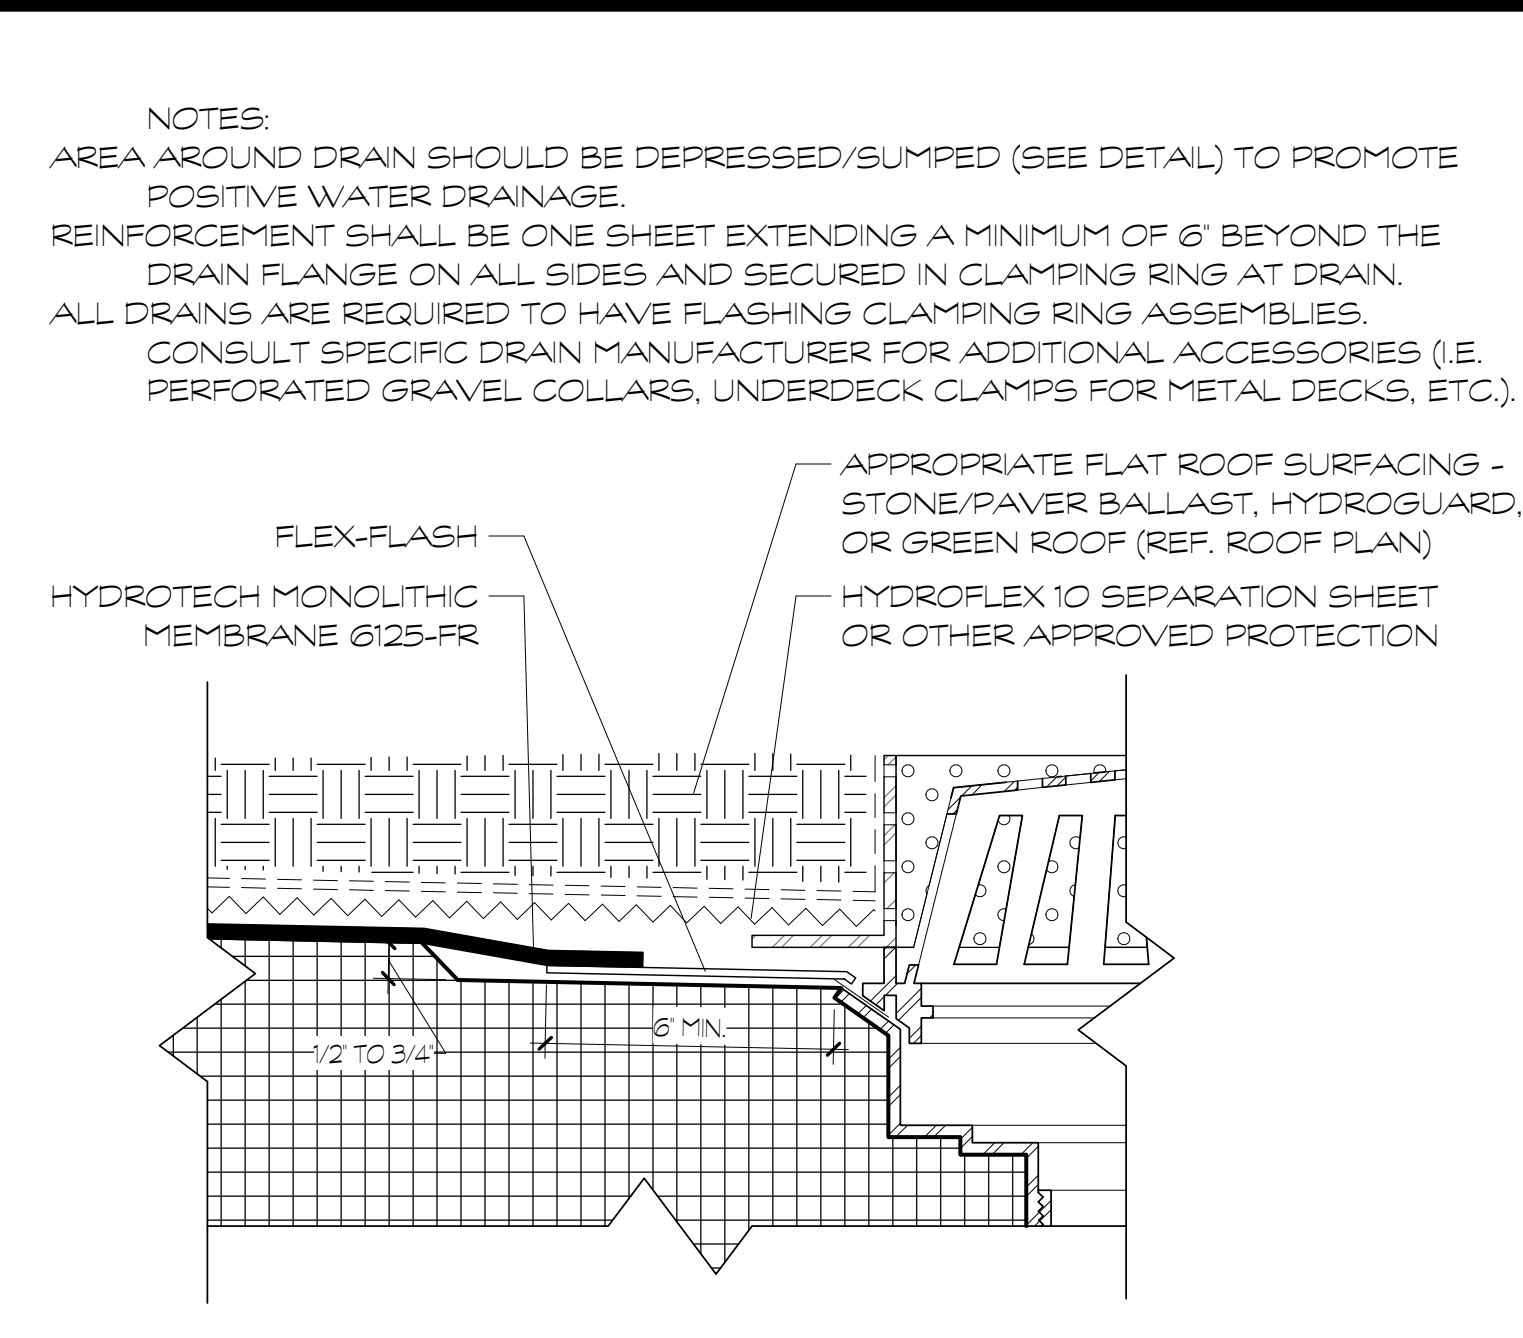 NOTES:
AREA AROUND DRAIN SHOULD BE DEPRESSED/SUMPED (SEE DETAIL) TO PROMOTE
POSITIVE WATER DRAINAGE.
REINFORCEMENT SHALL BE ONE SHEET EXTENDING A MINIMUM OF 6" BEYOND THE
DRAIN FLANGE ON ALL SIDES AND SECURED IN CLAMPING RING AT DRAIN.
ALL DRAINS ARE REQUIRED TO HAVE FLASHING CLAMPING RING ASSEMBLIES.
CONSULT SPECIFIC DRAIN MANUFACTURER FOR ADDITIONAL ACCESSORIES (I.E.
PERFORATED GRAVEL COLLARS, UNDERDECK CLAMPS FOR METAL DECKS, ETC.).
APPROPRIATE FLAT ROOF SURFACING -
STONE/PAVER BALLAST, HYDROGUARD,
OR GREEN ROOF (REF. ROOF PLAN)
FLEX-FLASH
HYDROTECH MONOLITHIC
MEMBRANE 6125-FR
HYDROFLEX 10 SEPARATION SHEET
OR OTHER APPROVED PROTECTION
6" MIN.
1/2" TO 3/4"